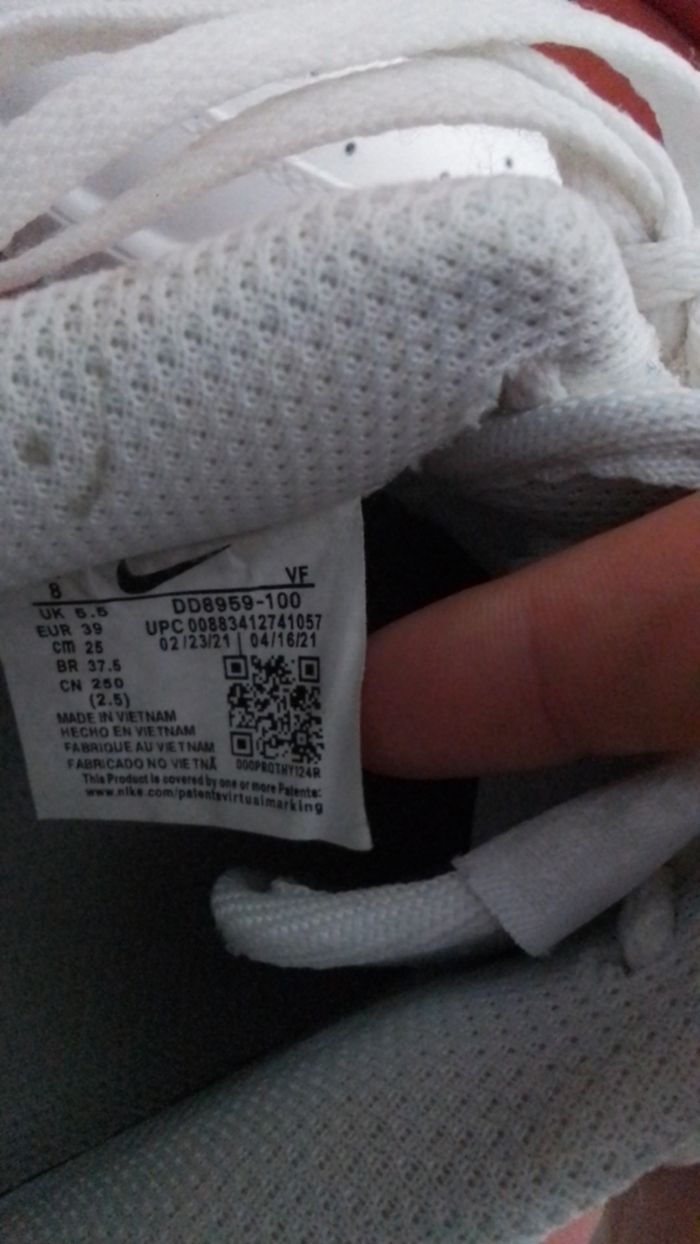 8 VF
UK 5.5 DD8959-100
EUR 39 UPC 00883412741057
cm 25 02/23/21 | 04/16/21
BR 37.5
CN 250
(2.5)
MADE IN VIETNAM
HECHO EN VIETNAM
FABRIQUE AU VIETNAM
FABRICADO NO VIETNÃ
000PROTHY124R
This Product is covered by one or more Patents:
www.nike.com/patentsvirtualmarking